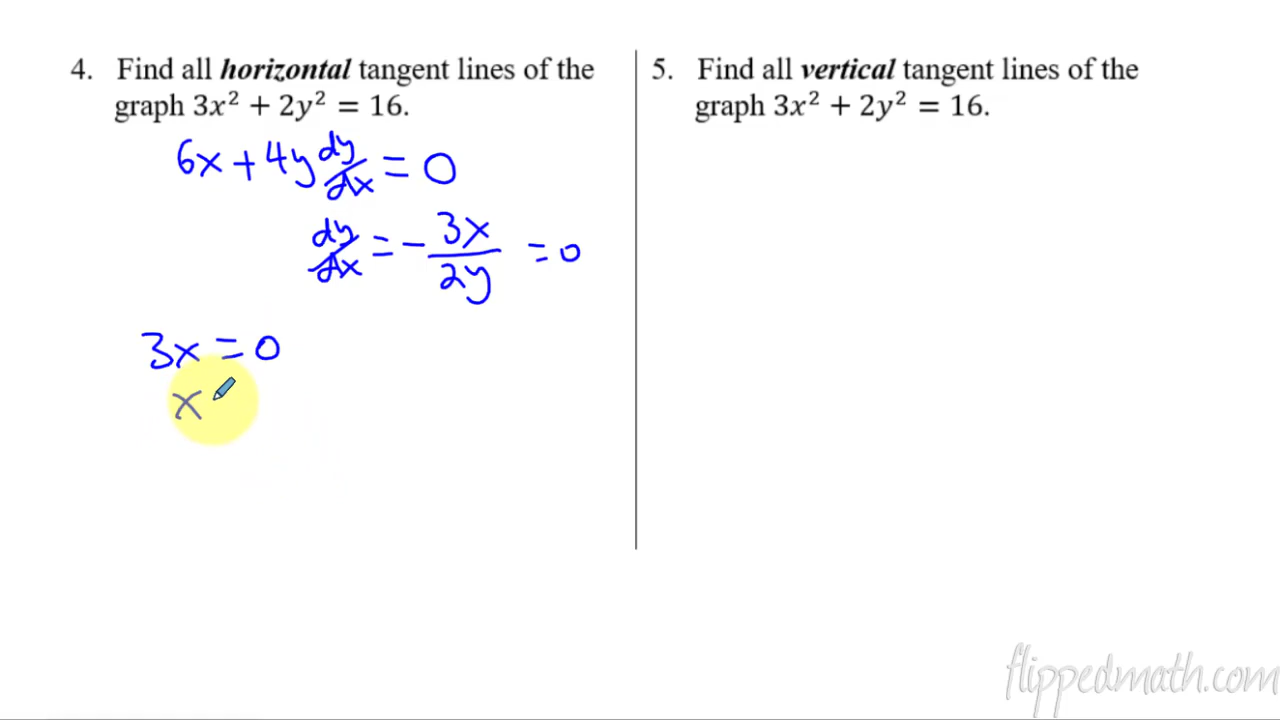 4. Find all horizontal tangent lines of the
graph 3x² + 2y² = 16.
6x + 4y dy/dx = 0
dy/dx = - 3x/2y = 0
3x = 0
x
5. Find all vertical tangent lines of the
graph 3x² + 2y² = 16.
flippedmath.com